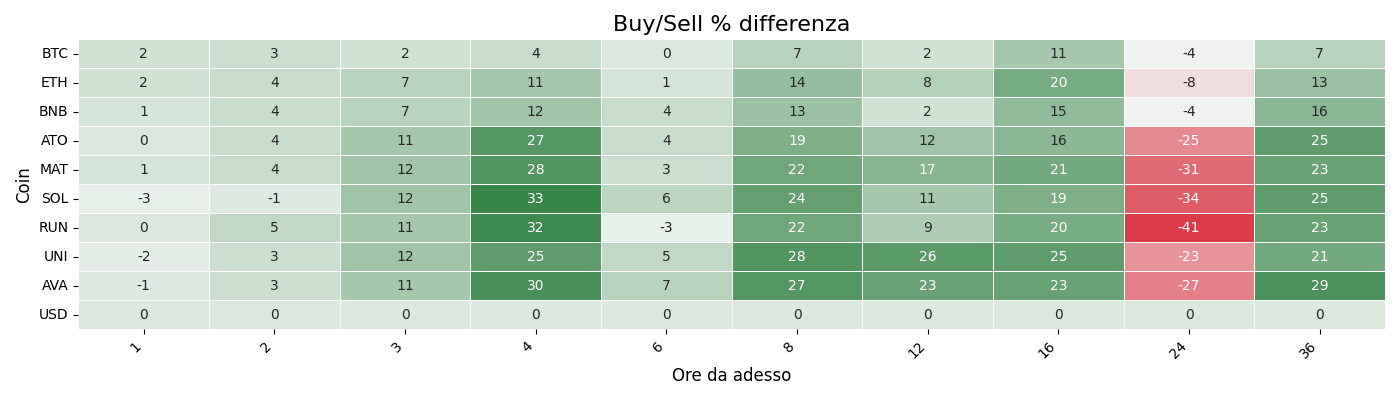 Buy/Sell % differenza
Coin
BTC 2 3 2 4 0 7 2 11 -4 7
ETH 2 4 7 11 1 14 8 20 -8 13
BNB 1 4 7 12 4 13 2 15 -4 16
ATO 0 4 11 27 4 19 12 16 -25 25
MAT 1 4 12 28 3 22 17 21 -31 23
SOL -3 -1 12 33 6 24 11 19 -34 25
RUN 0 5 11 32 -3 22 9 20 -41 23
UNI -2 3 12 25 5 28 26 25 -23 21
AVA -1 3 11 30 7 27 23 23 -27 29
USD 0 0 0 0 0 0 0 0 0 0
1 2 3 4 6 8 12 16 24 36
Ore da adesso